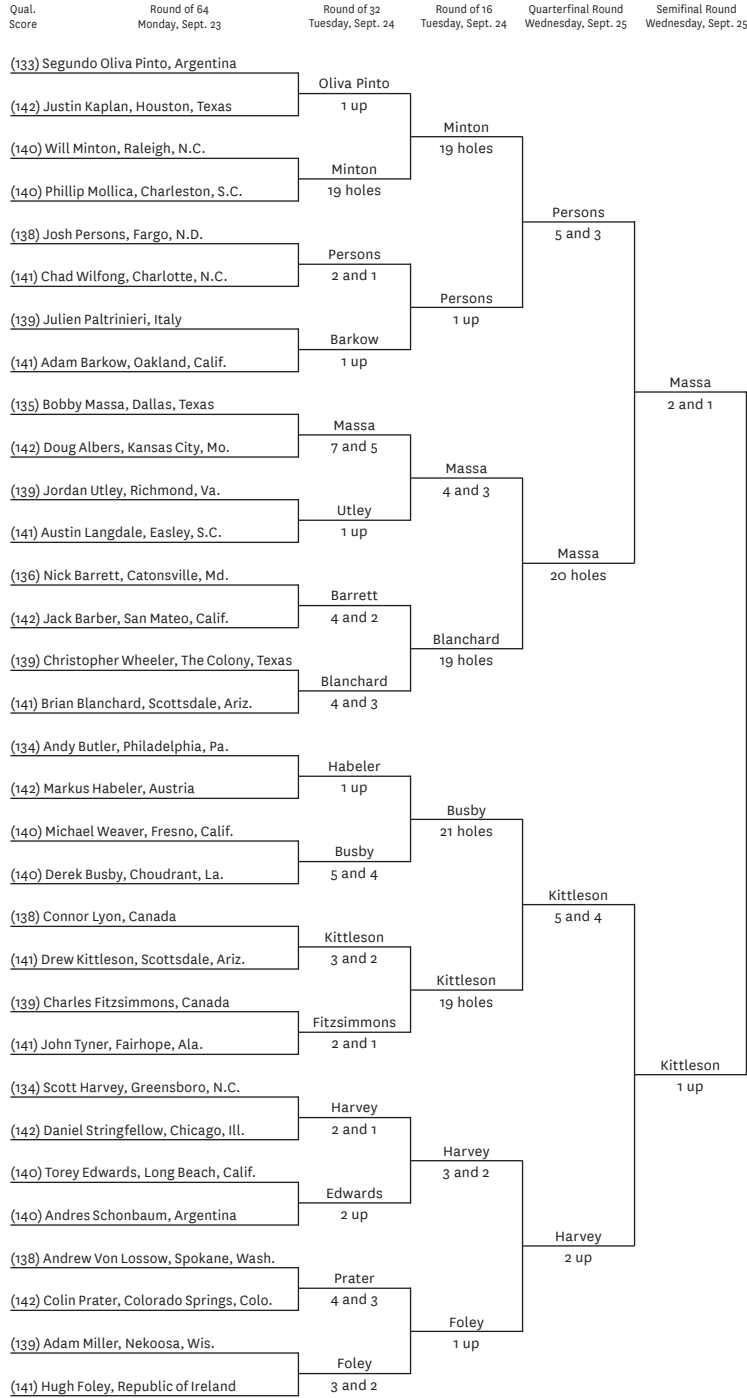 Qual.
Score
Round of 64
Monday, Sept. 23
Round of 32
Tuesday, Sept. 24
Round of 16
Tuesday, Sept. 24
Quarterfinal Round
Wednesday, Sept. 25
Semifinal Round
Wednesday, Sept. 25
(133) Segundo Oliva Pinto, Argentina
Oliva Pinto
1 up
(142) Justin Kaplan, Houston, Texas
Minton
19 holes
(140) Will Minton, Raleigh, N.C.
Minton
19 holes
(140) Phillip Mollica, Charleston, S.C.
Persons
5 and 3
(138) Josh Persons, Fargo, N.D.
Persons
2 and 1
(141) Chad Wilfong, Charlotte, N.C.
Persons
1 up
(139) Julien Paltrinieri, Italy
Barkow
1 up
(141) Adam Barkow, Oakland, Calif.
Massa
2 and 1
(135) Bobby Massa, Dallas, Texas
Massa
7 and 5
(142) Doug Albers, Kansas City, Mo.
Massa
4 and 3
(139) Jordan Utley, Richmond, Va.
Utley
1 up
(141) Austin Langdale, Easley, S.C.
Massa
20 holes
(136) Nick Barrett, Catonsville, Md.
Barrett
4 and 2
(142) Jack Barber, San Mateo, Calif.
Blanchard
19 holes
(139) Christopher Wheeler, The Colony, Texas
Blanchard
4 and 3
(141) Brian Blanchard, Scottsdale, Ariz.
(134) Andy Butler, Philadelphia, Pa.
Habeler
1 up
(142) Markus Habeler, Austria
Busby
21 holes
(140) Michael Weaver, Fresno, Calif.
Busby
5 and 4
(140) Derek Busby, Choudrant, La.
Kittleson
5 and 4
(138) Connor Lyon, Canada
Kittleson
3 and 2
(141) Drew Kittleson, Scottsdale, Ariz.
Kittleson
19 holes
(139) Charles Fitzsimmons, Canada
Fitzsimmons
2 and 1
(141) John Tyner, Fairhope, Ala.
Kittleson
1 up
(134) Scott Harvey, Greensboro, N.C.
Harvey
2 and 1
(142) Daniel Stringfellow, Chicago, Ill.
Harvey
3 and 2
(140) Torey Edwards, Long Beach, Calif.
Edwards
2 up
(140) Andres Schonbaum, Argentina
Harvey
2 up
(138) Andrew Von Lossow, Spokane, Wash.
Prater
4 and 3
(142) Colin Prater, Colorado Springs, Colo.
Foley
1 up
(139) Adam Miller, Nekoosa, Wis.
Foley
3 and 2
(141) Hugh Foley, Republic of Ireland